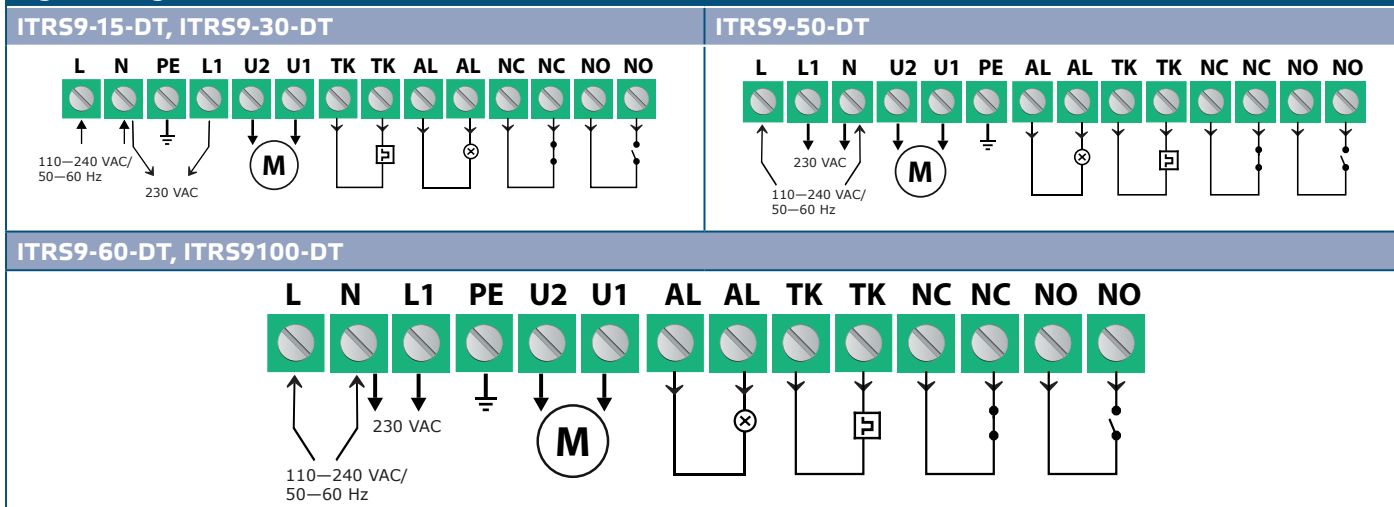 ITRS9-15-DT, ITRS9-30-DT
L N PE L1 U2 U1 TK TK AL AL NC NC NO NO
110—240 VAC/
50—60 Hz
230 VAC
M
ITRS9-50-DT
L L1 N U2 U1 PE AL AL TK TK NC NC NO NO
230 VAC
M
110—240 VAC/
50—60 Hz
ITRS9-60-DT, ITRS9100-DT
L N L1 PE U2 U1 AL AL TK TK NC NC NO NO
230 VAC
M
110—240 VAC/
50—60 Hz